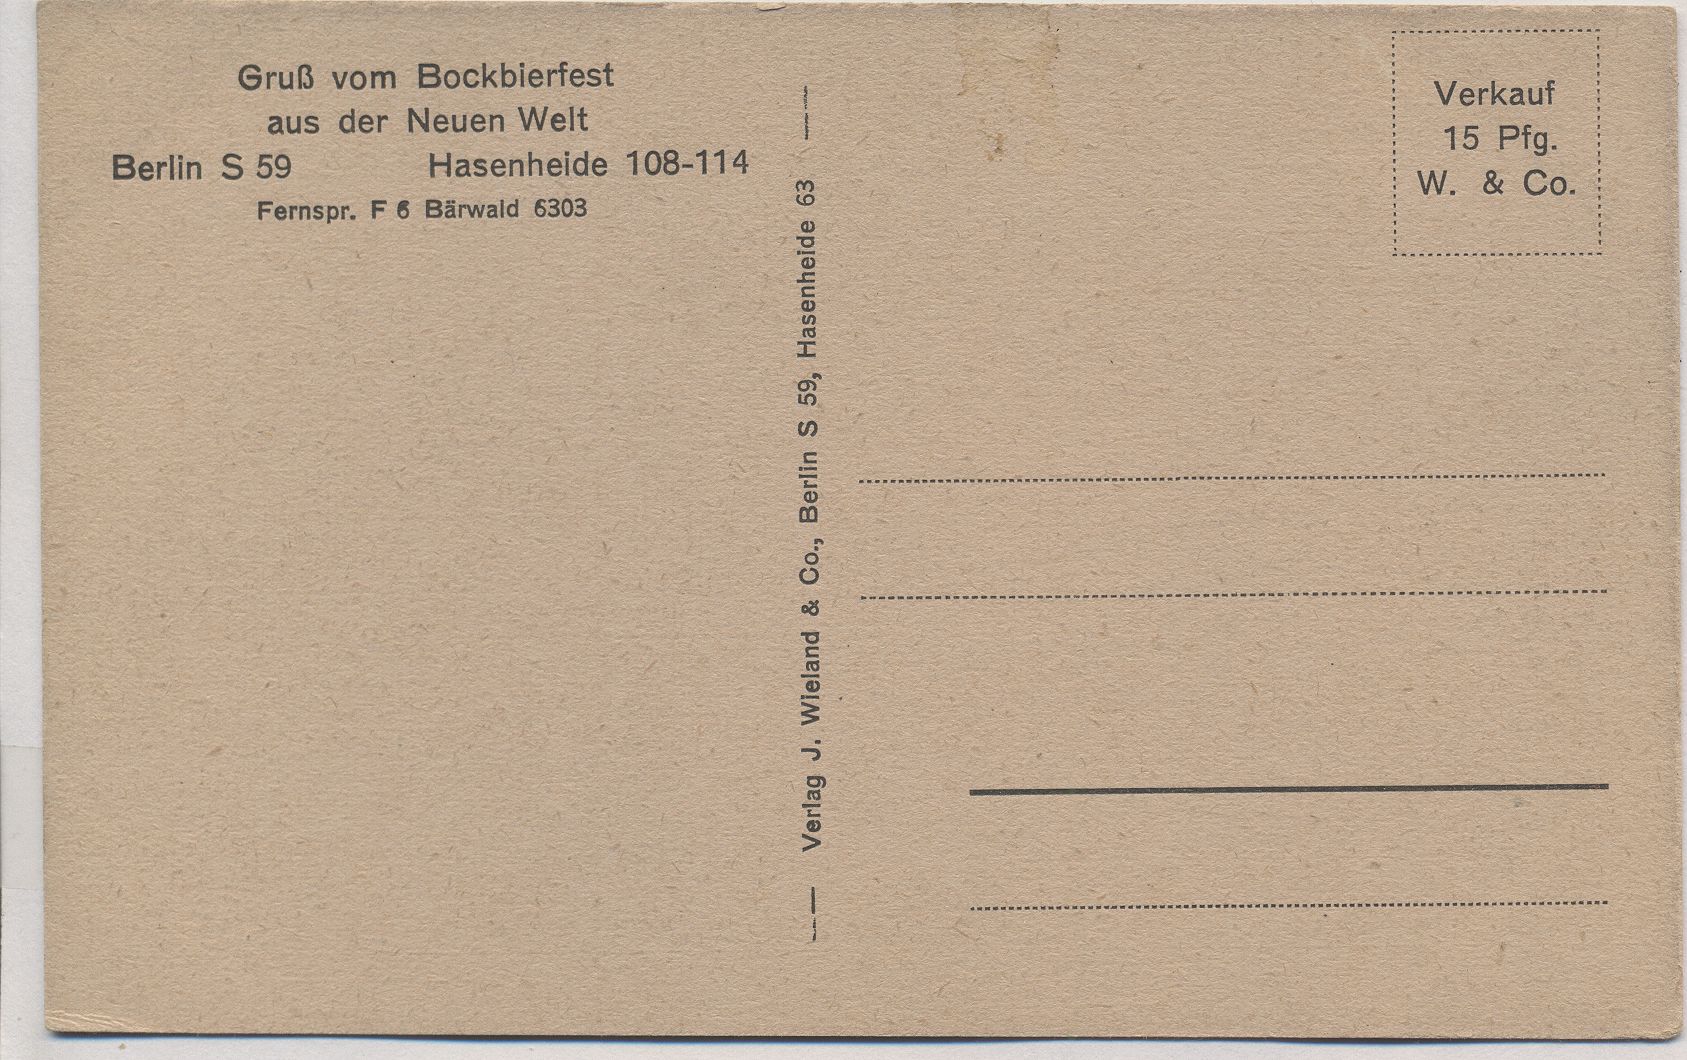 Gruß vom Bockbierfest
aus der Neuen Welt
Berlin S 59 Hasenheide 108-114
Fernspr. F 6 Bärwald 6303
Verlag J. Wieland & Co., Berlin S 59, Hasenheide 63
Verkauf
15 Pfg.
W. & Co.